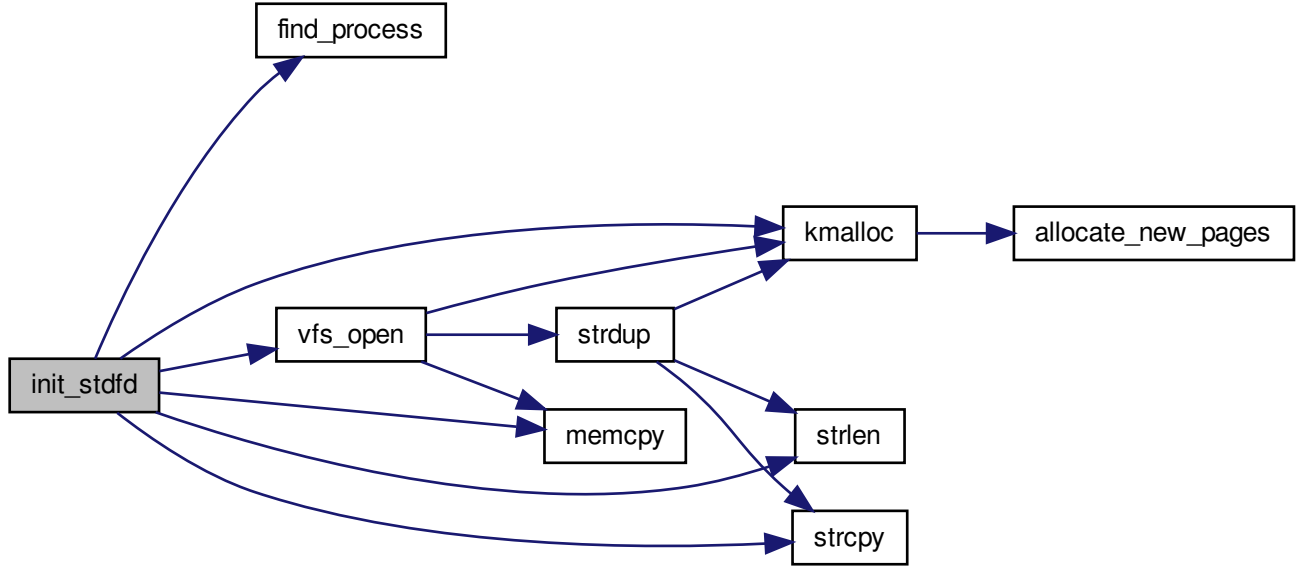 find_process
kmalloc
allocate_new_pages
vfs_open
strdup
init_stdfd
memcpy
strlen
strcpy